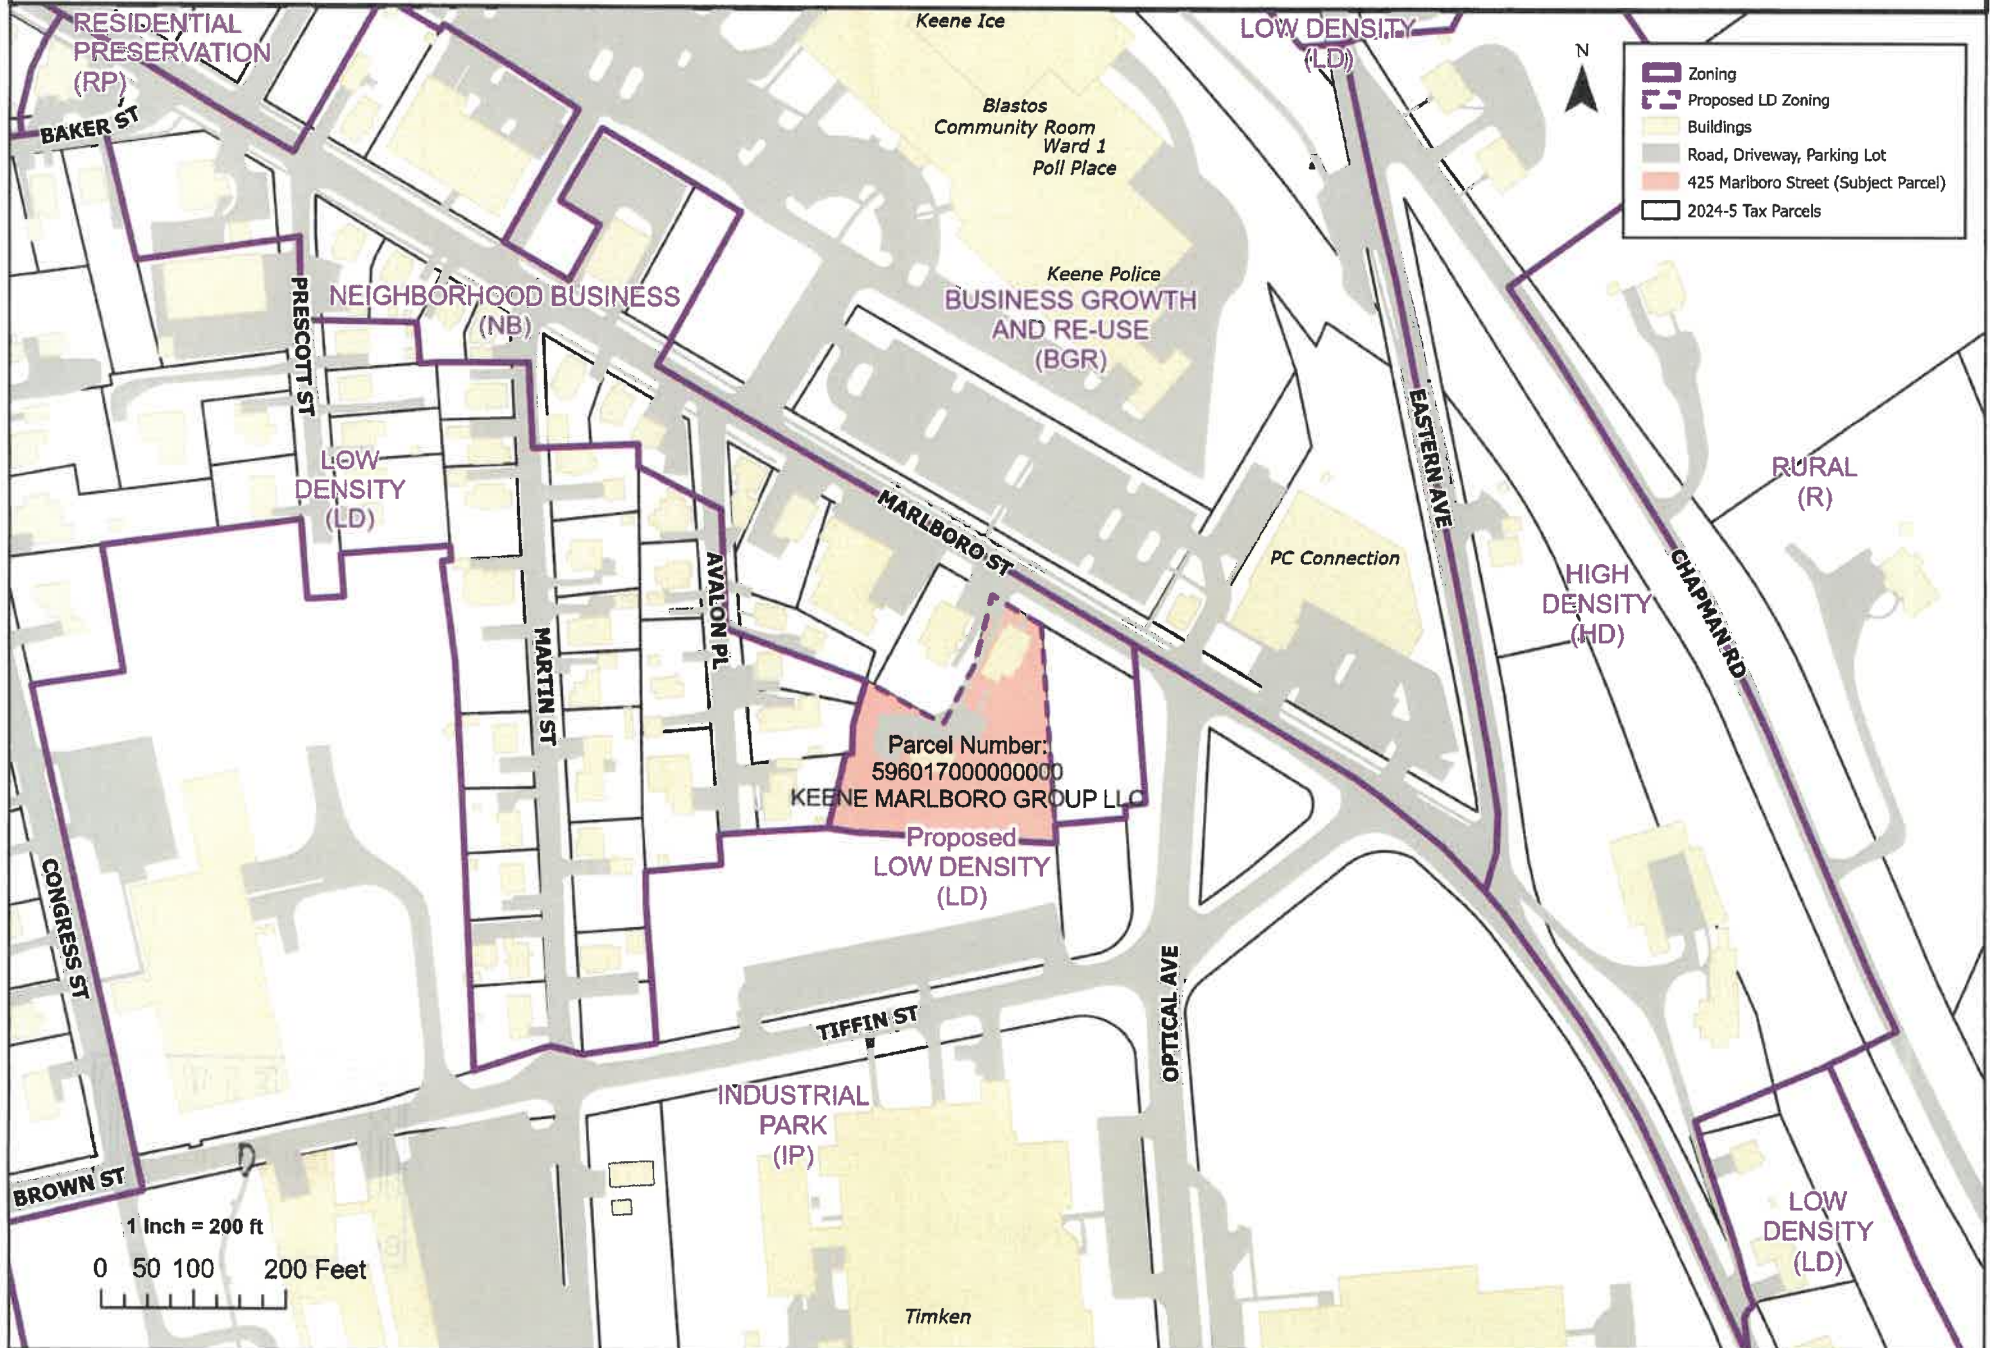 RESIDENTIAL
PRESERVATION
(RP)
BAKER ST
Keene Ice
LOW DENSITY
(LD)
N
Zoning
Proposed LD Zoning
Buildings
Road, Driveway, Parking Lot
425 Marlboro Street (Subject Parcel)
2024-5 Tax Parcels
Blastos
Community Room
Ward 1
Poll Place
Keene Police
NEIGHBORHOOD BUSINESS
(NB)
BUSINESS GROWTH
AND RE-USE
(BGR)
PRESCOTT ST
LOW
DENSITY
(LD)
EASTERN AVE
RURAL
(R)
MARLBORO ST
AVALON PL
PC Connection
HIGH
DENSITY
(HD)
CHAPMAN RD
MARTIN ST
Parcel Number:
596017000000000
KEENE MARLBORO GROUP LLC
Proposed
LOW DENSITY
(LD)
CONGRESS ST
OPTICAL AVE
TIFFIN ST
INDUSTRIAL
PARK
(IP)
BROWN ST
1 Inch = 200 ft
0 50 100 200 Feet
Timken
LOW
DENSITY
(LD)